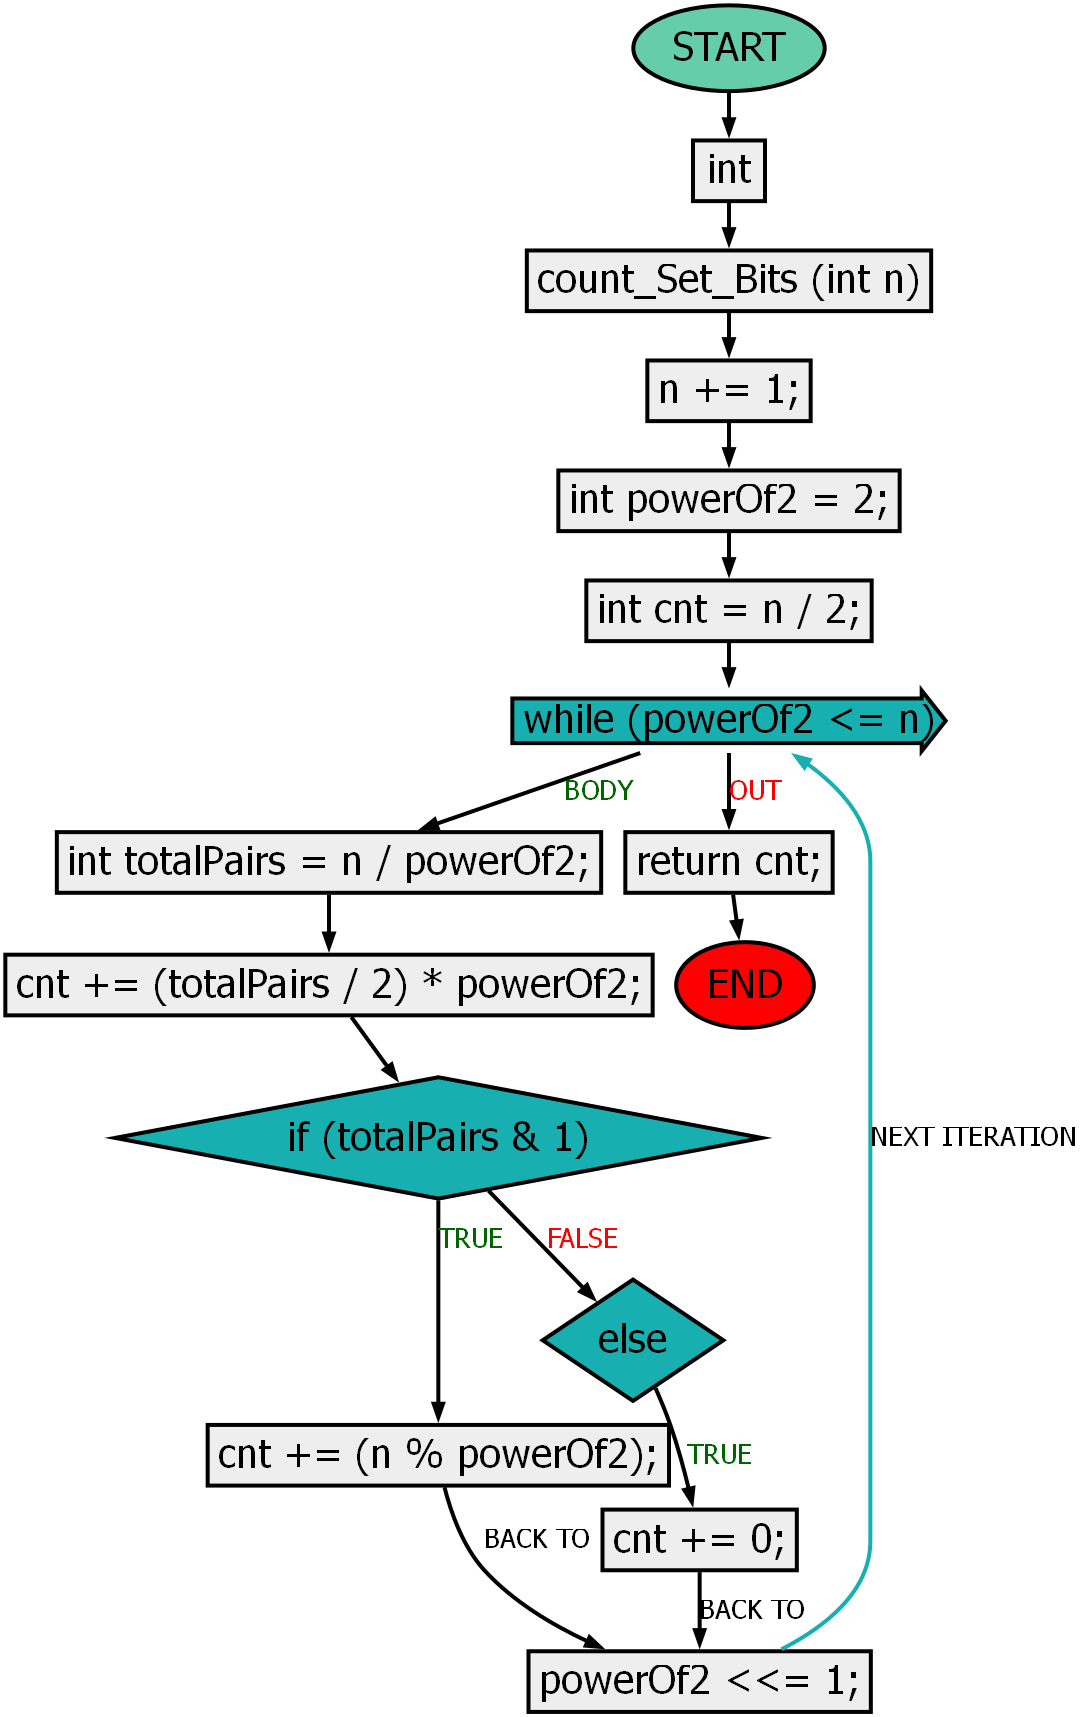 START
int
count_Set_Bits (int n)
n += 1;
int powerOf2 = 2;
int cnt = n / 2;
while (powerOf2 <= n)
BODY
OUT
int totalPairs = n / powerOf2;
return cnt;
cnt += (totalPairs / 2) * powerOf2;
END
if (totalPairs & 1)
NEXT ITERATION
TRUE
FALSE
else
cnt += (n % powerOf2);
TRUE
BACK TO
cnt += 0;
BACK TO
powerOf2 <<= 1;